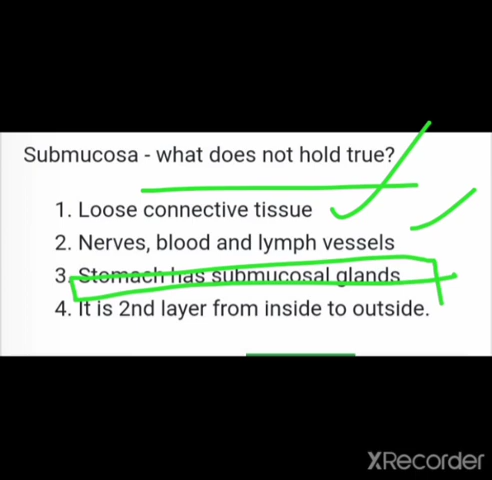 Submucosa - what does not hold true?
1. Loose connective tissue
2. Nerves, blood and lymph vessels
3. Stomach has submucosal glands
4. It is 2nd layer from inside to outside.
XRecorder